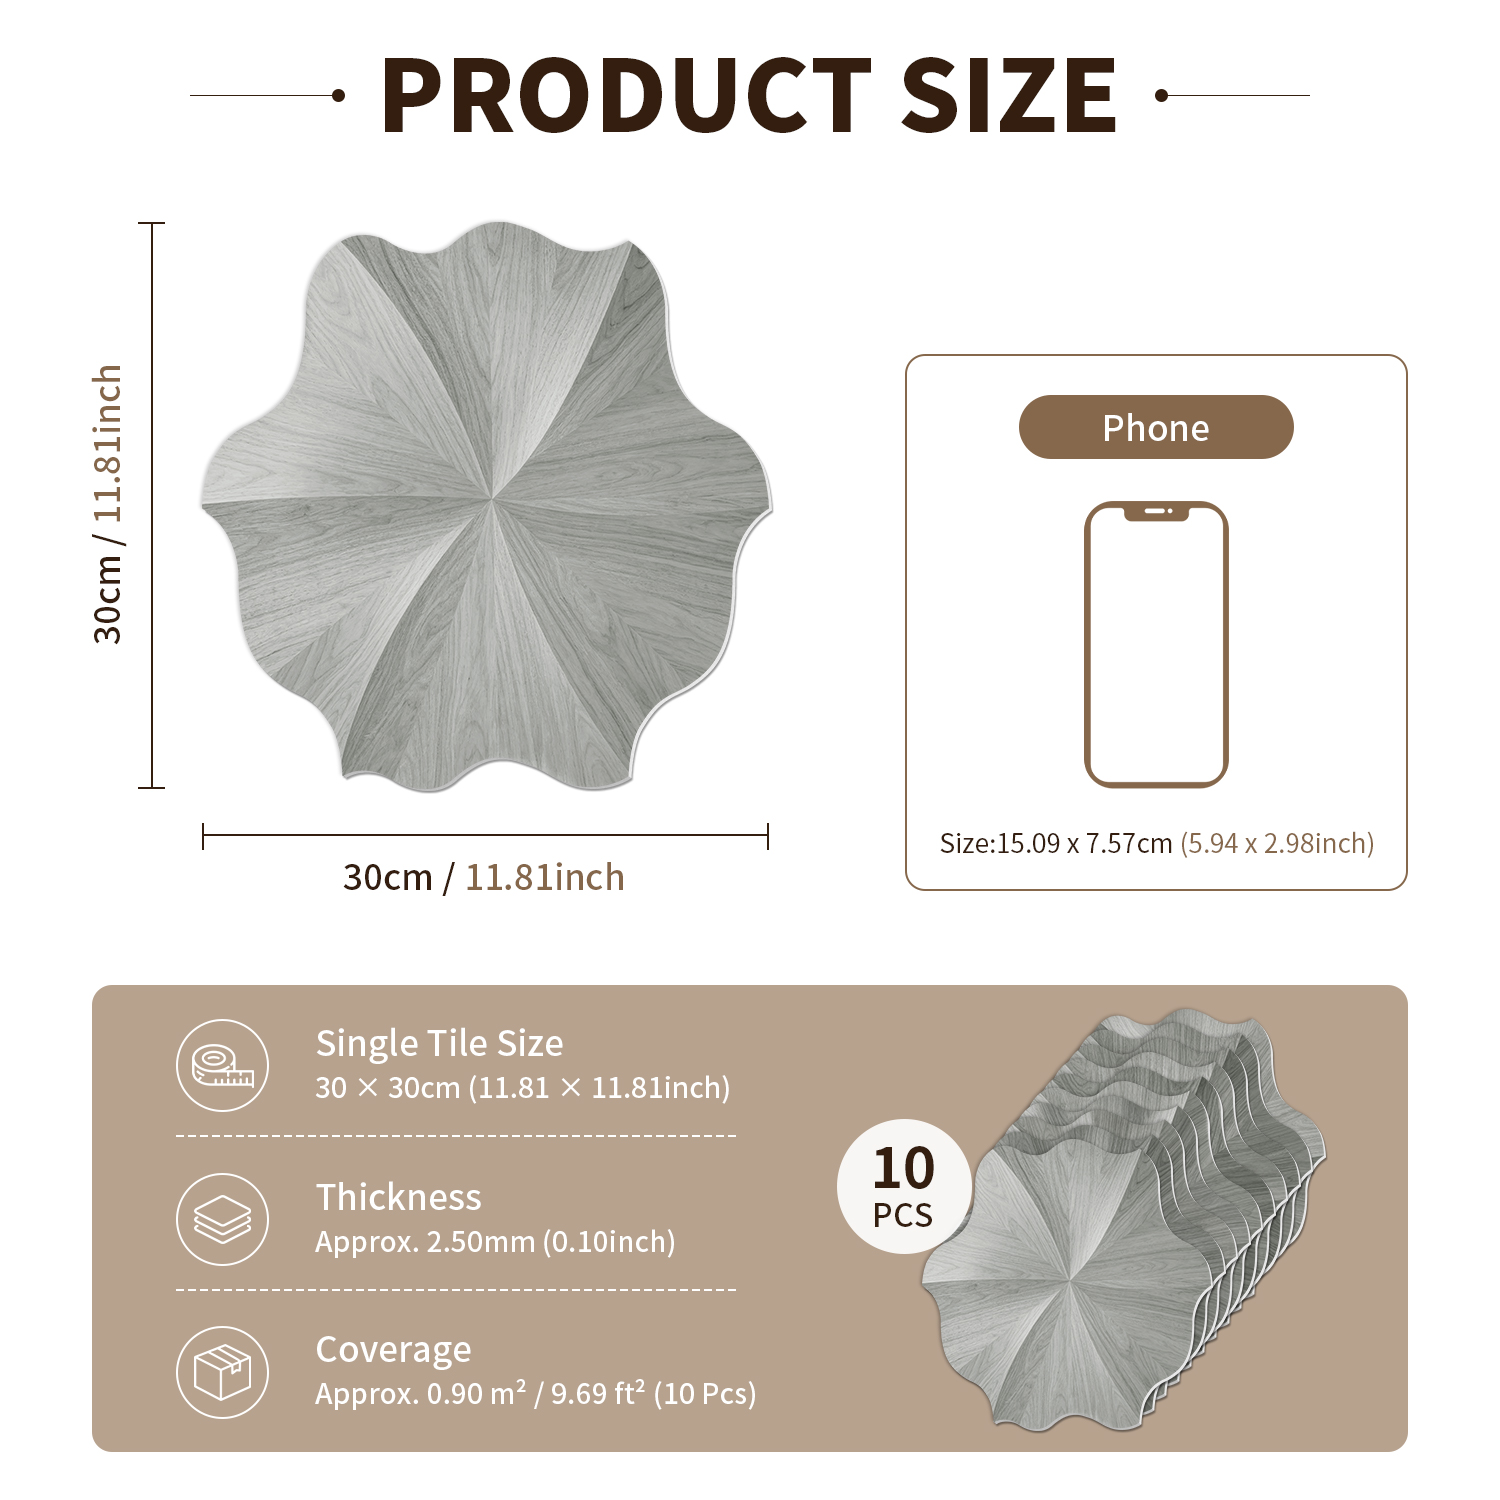 PRODUCT SIZE
30cm / 11.81inch
30cm / 11.81inch
Phone
Size:15.09 x 7.57cm (5.94 x 2.98inch)
Single Tile Size
30 × 30cm (11.81 × 11.81inch)
Thickness
Approx. 2.50mm (0.10inch)
Coverage
Approx. 0.90 m² / 9.69 ft² (10 Pcs)
10
PCS